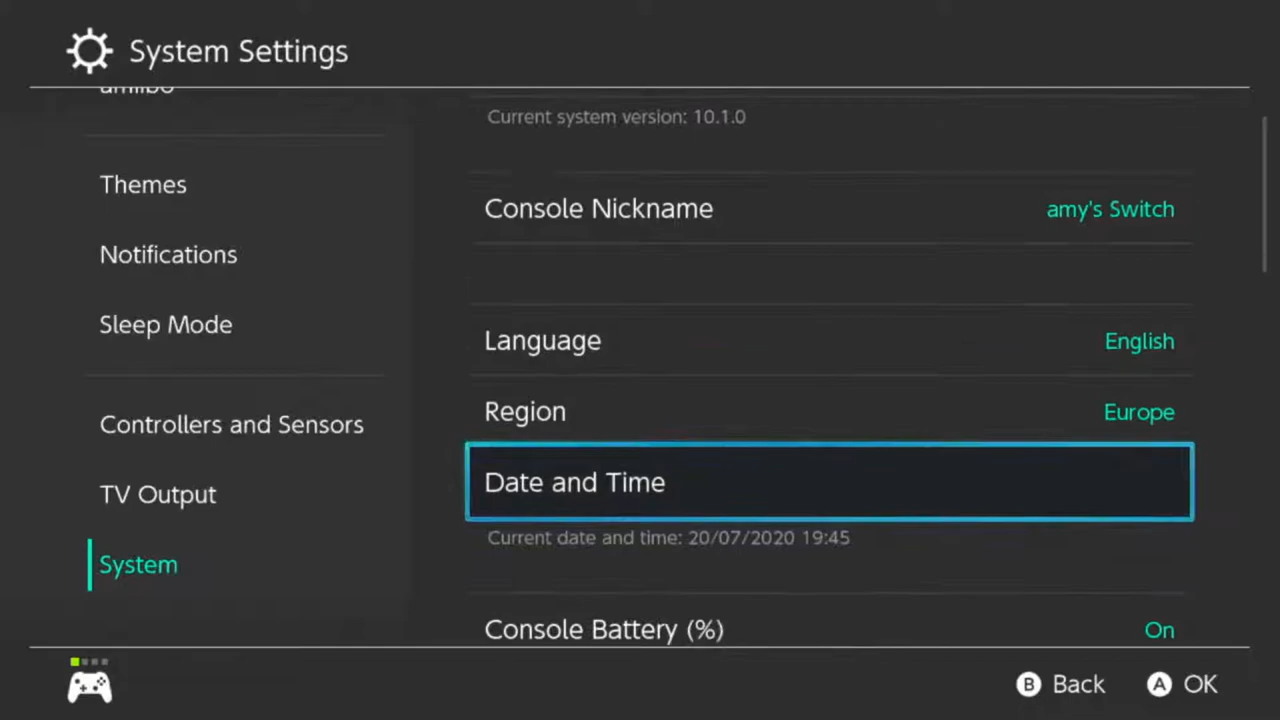 System Settings
amiibo
Themes
Notifications
Sleep Mode
Controllers and Sensors
TV Output
System
Current system version: 10.1.0
Console Nickname amy's Switch
Language English
Region Europe
Date and Time
Current date and time: 20/07/2020 19:45
Console Battery (%) On
B Back A OK